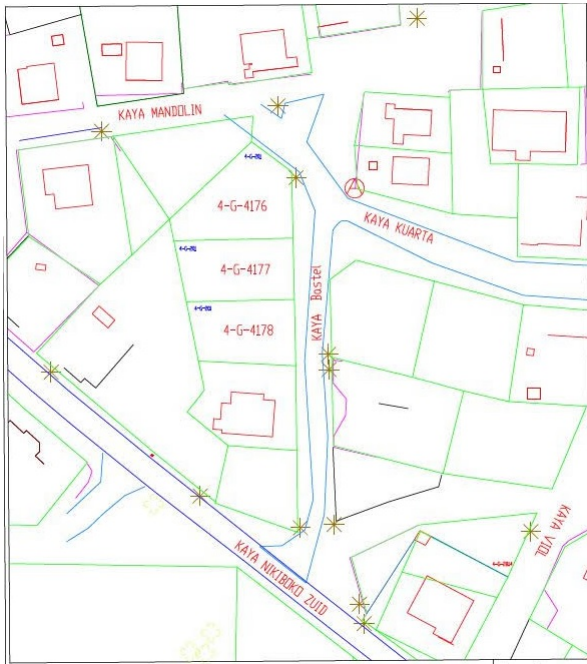 KAYA MANDOLIN
4-G-4176
KAYA KUARTA
4-G-4177
KAYA Bastel
4-G-4178
KAYA VIOL
KAYA NIKIBOKO ZUID